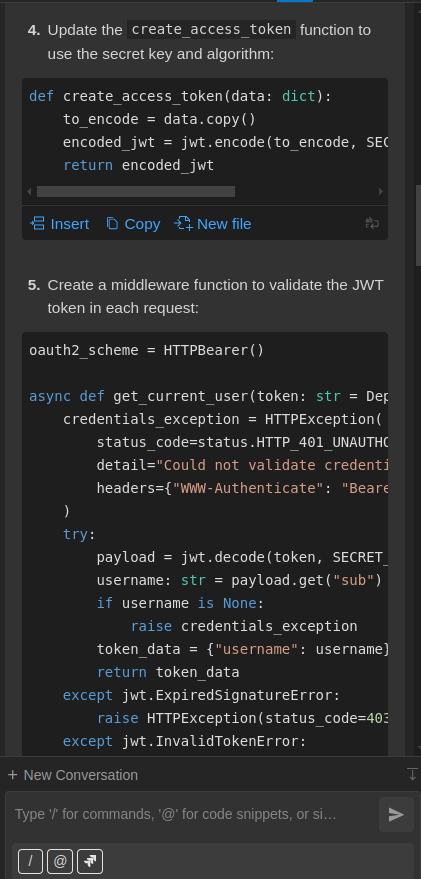 4. Update the create_access_token function to
use the secret key and algorithm:
def create_access_token(data: dict):
    to_encode = data.copy()
    encoded_jwt = jwt.encode(to_encode, SEC
    return encoded_jwt
Insert Copy New file
5. Create a middleware function to validate the JWT
token in each request:
oauth2_scheme = HTTPBearer()
async def get_current_user(token: str = Dep
    credentials_exception = HTTPException(
        status_code=status.HTTP_401_UNAUTHO
        detail="Could not validate credenti
        headers={"WWW-Authenticate": "Beare
    )
    try:
        payload = jwt.decode(token, SECRET_
        username: str = payload.get("sub")
        if username is None:
            raise credentials_exception
        token_data = {"username": username}
        return token_data
    except jwt.ExpiredSignatureError:
        raise HTTPException(status_code=403
    except jwt.InvalidTokenError:
+ New Conversation
Type '/' for commands, '@' for code snippets, or si…
/ @